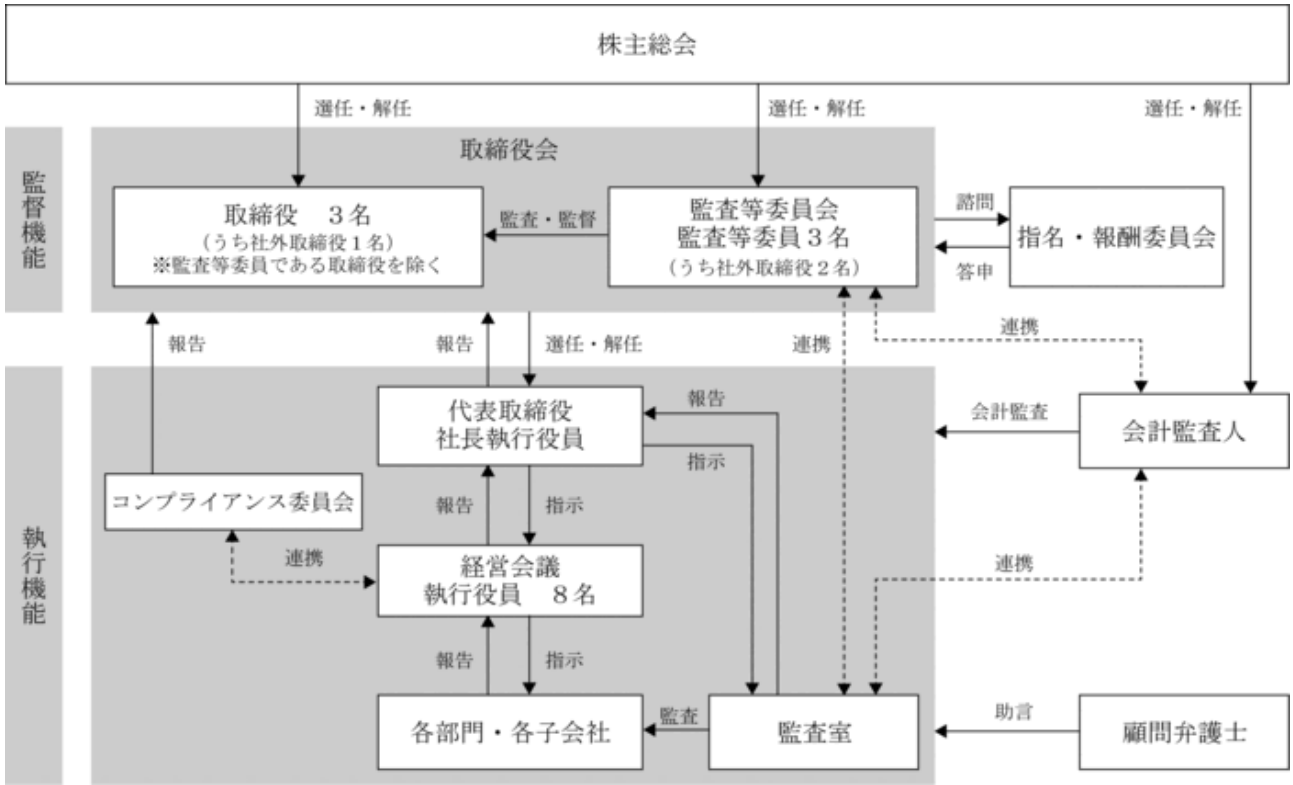 株主総会
選任・解任
選任・解任
選任・解任
監督機能
取締役会
取締役　３名
（うち社外取締役１名）
※監査等委員である取締役を除く
監査・監督
監査等委員会
監査等委員３名
（うち社外取締役２名）
諮問
答申
指名・報酬委員会
報告
報告
選任・解任
連携
連携
執行機能
代表取締役
社長執行役員
報告
指示
会計監査
会計監査人
コンプライアンス委員会
報告
指示
連携
経営会議
執行役員　８名
連携
報告
指示
各部門・各子会社
監査
監査室
助言
顧問弁護士